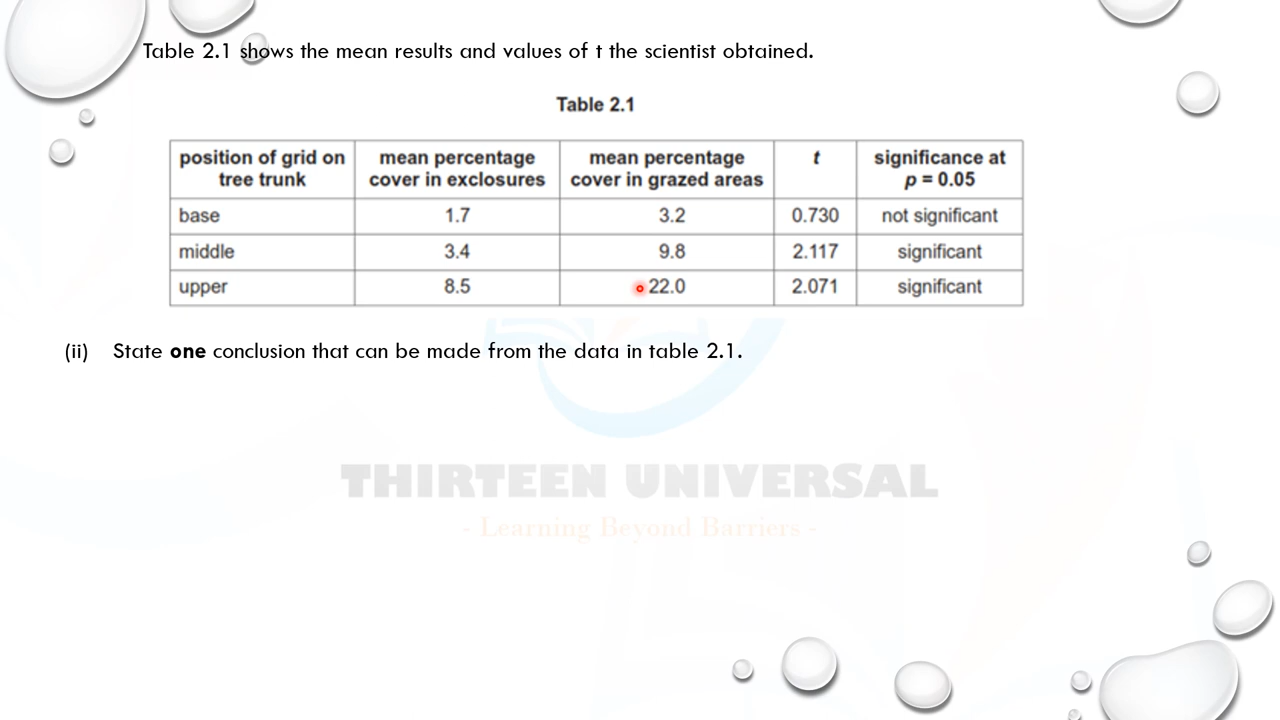 Table 2.1 shows the mean results and values of t the scientist obtained.
Table 2.1
position of grid on tree trunk mean percentage cover in exclosures mean percentage cover in grazed areas t significance at p = 0.05
base 1.7 3.2 0.730 not significant
middle 3.4 9.8 2.117 significant
upper 8.5 22.0 2.071 significant
(ii) State one conclusion that can be made from the data in table 2.1.
THIRTEEN UNIVERSAL
- Learning Beyond Barriers -